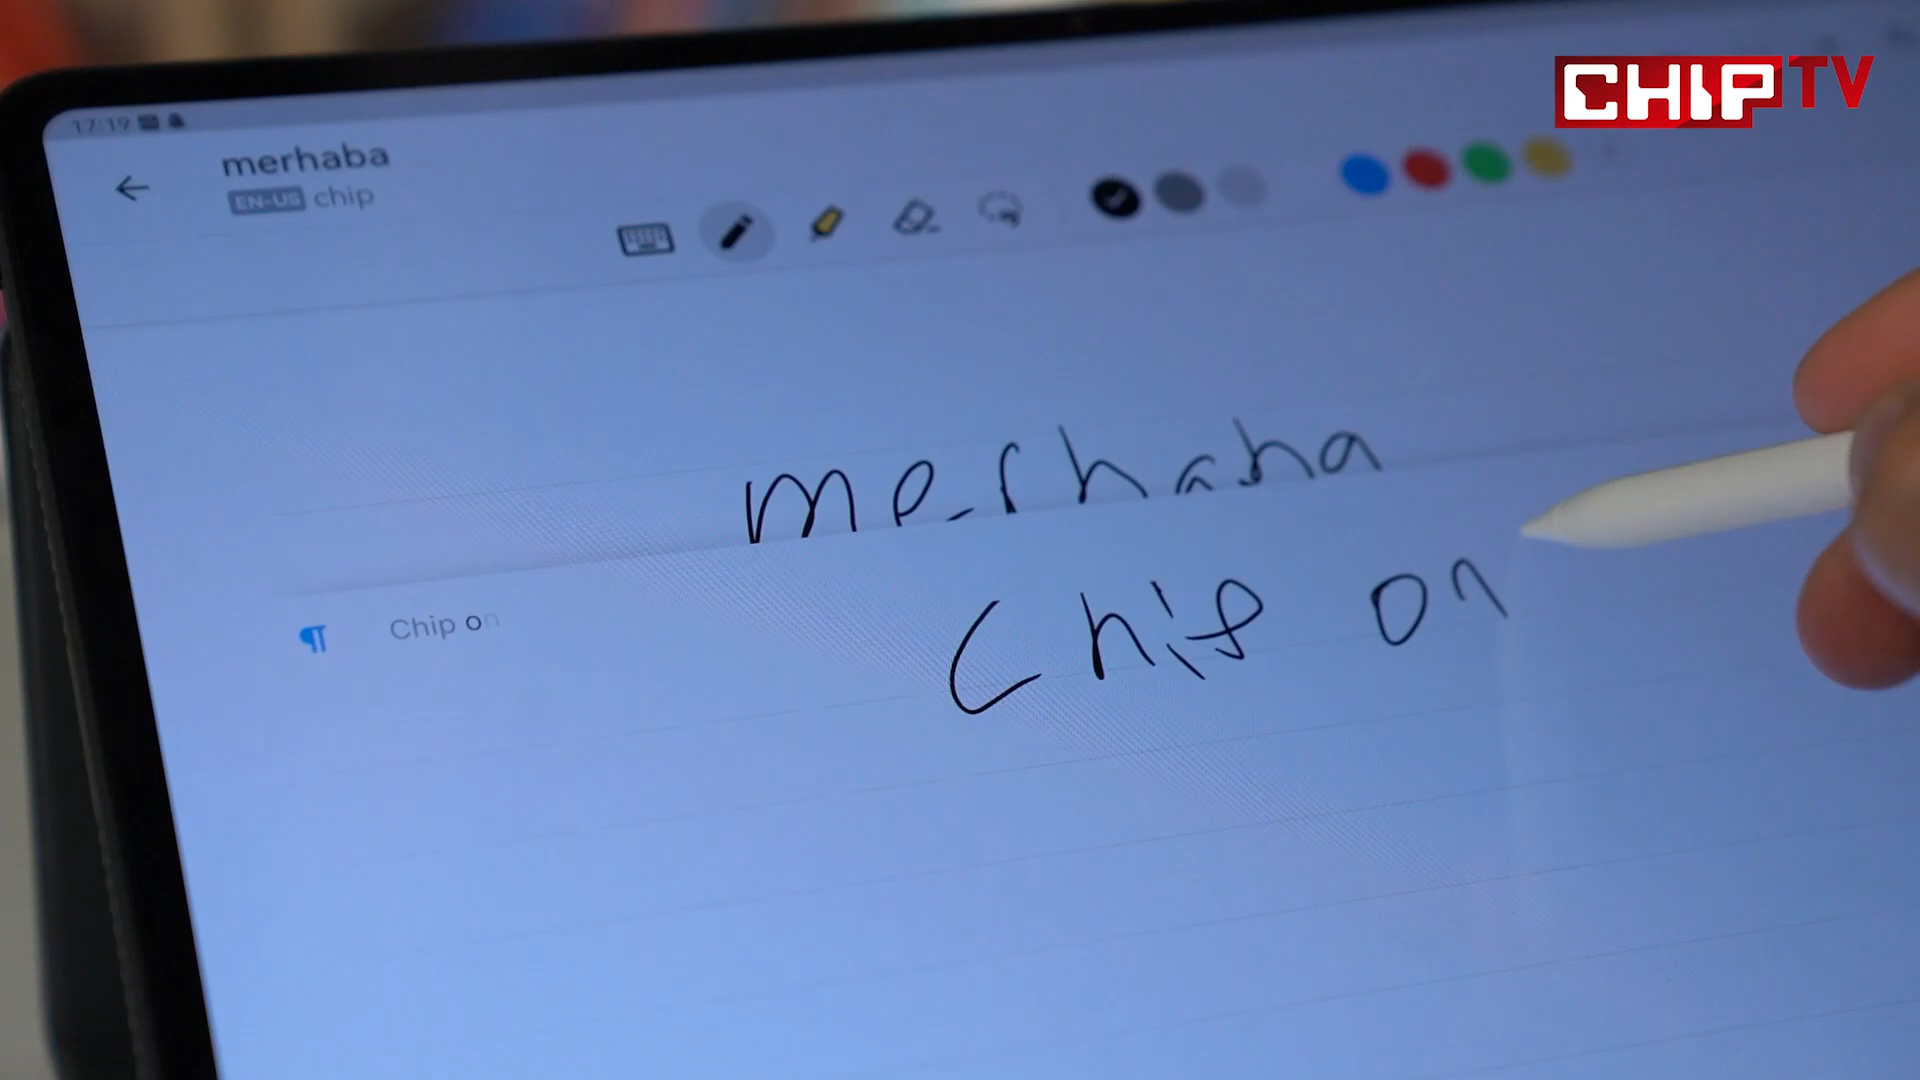 CHIP TV
17:19
merhaba
EN-US chip
merhaba
Chip on
Chip on